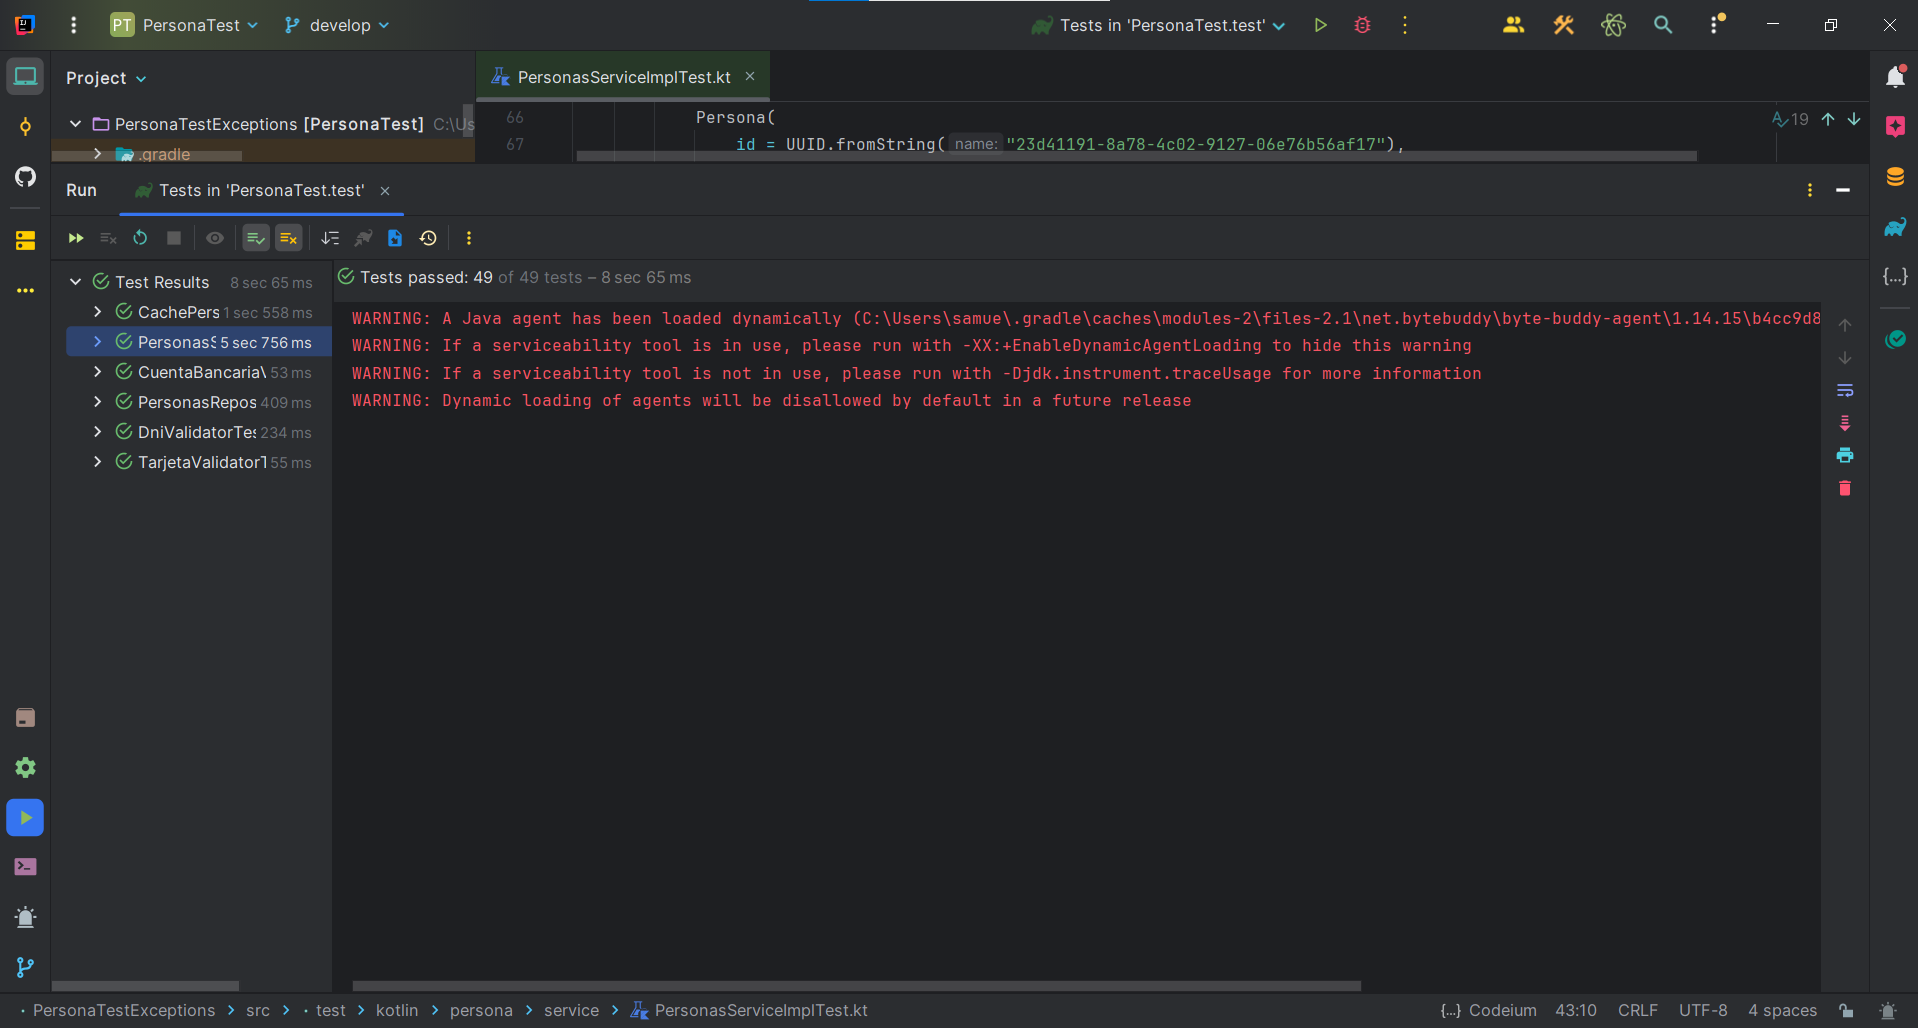 PT PersonaTest develop Tests in 'PersonaTest.test'
Project PersonasServiceImplTest.kt
PersonaTestExceptions [PersonaTest] C:\Us
.gradle
66 Persona( 19
67 id = UUID.fromString( name: "23d41191-8a78-4c02-9127-06e76b56af17"),
Run Tests in 'PersonaTest.test'
Test Results 8 sec 65 ms
CachePers 1 sec 558 ms
PersonasS 5 sec 756 ms
CuentaBancariaV 53 ms
PersonasRepos 409 ms
DniValidatorTes 234 ms
TarjetaValidatorT 55 ms
Tests passed: 49 of 49 tests – 8 sec 65 ms
WARNING: A Java agent has been loaded dynamically (C:\Users\samue\.gradle\caches\modules-2\files-2.1\net.bytebuddy\byte-buddy-agent\1.14.15\b4cc9d8
WARNING: If a serviceability tool is in use, please run with -XX:+EnableDynamicAgentLoading to hide this warning
WARNING: If a serviceability tool is not in use, please run with -Djdk.instrument.traceUsage for more information
WARNING: Dynamic loading of agents will be disallowed by default in a future release
PersonaTestExceptions > src > test > kotlin > persona > service > PersonasServiceImplTest.kt {...} Codeium 43:10 CRLF UTF-8 4 spaces